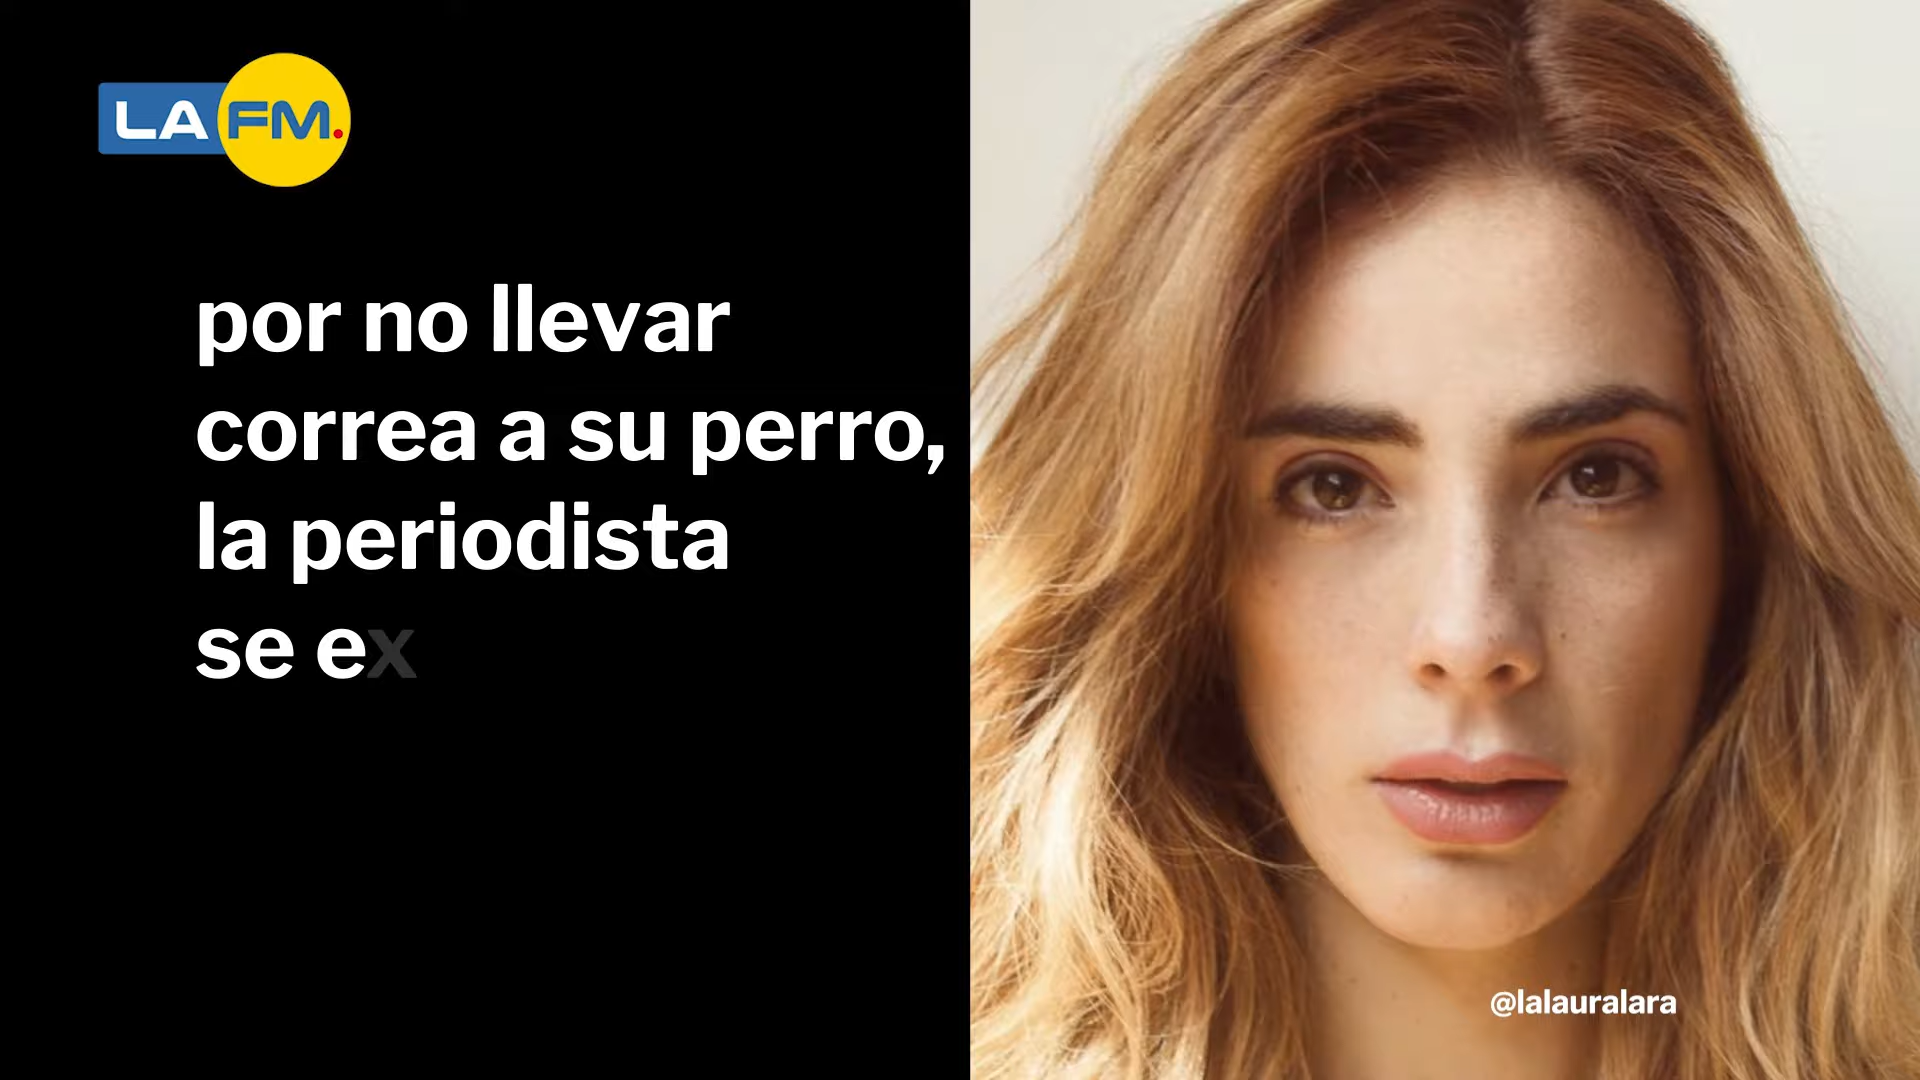 LA FM.
por no llevar
correa a su perro,
la periodista
se ex
@lalauralara